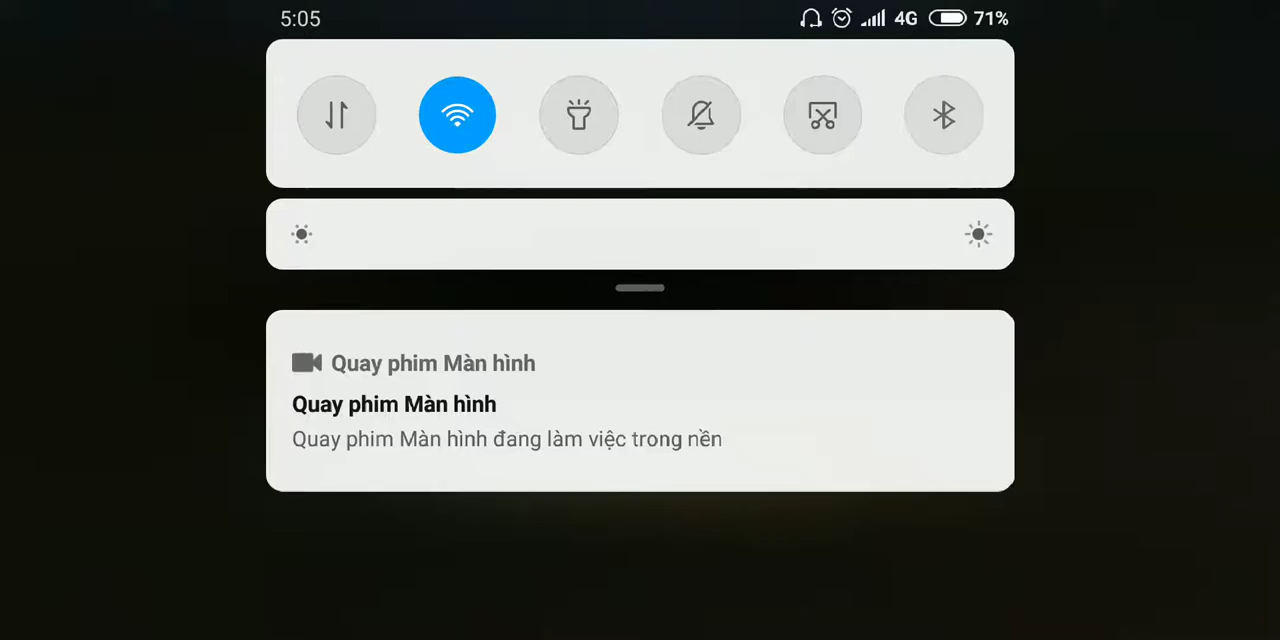 5:05 4G 71%
Quay phim Màn hình
Quay phim Màn hình
Quay phim Màn hình đang làm việc trong nền